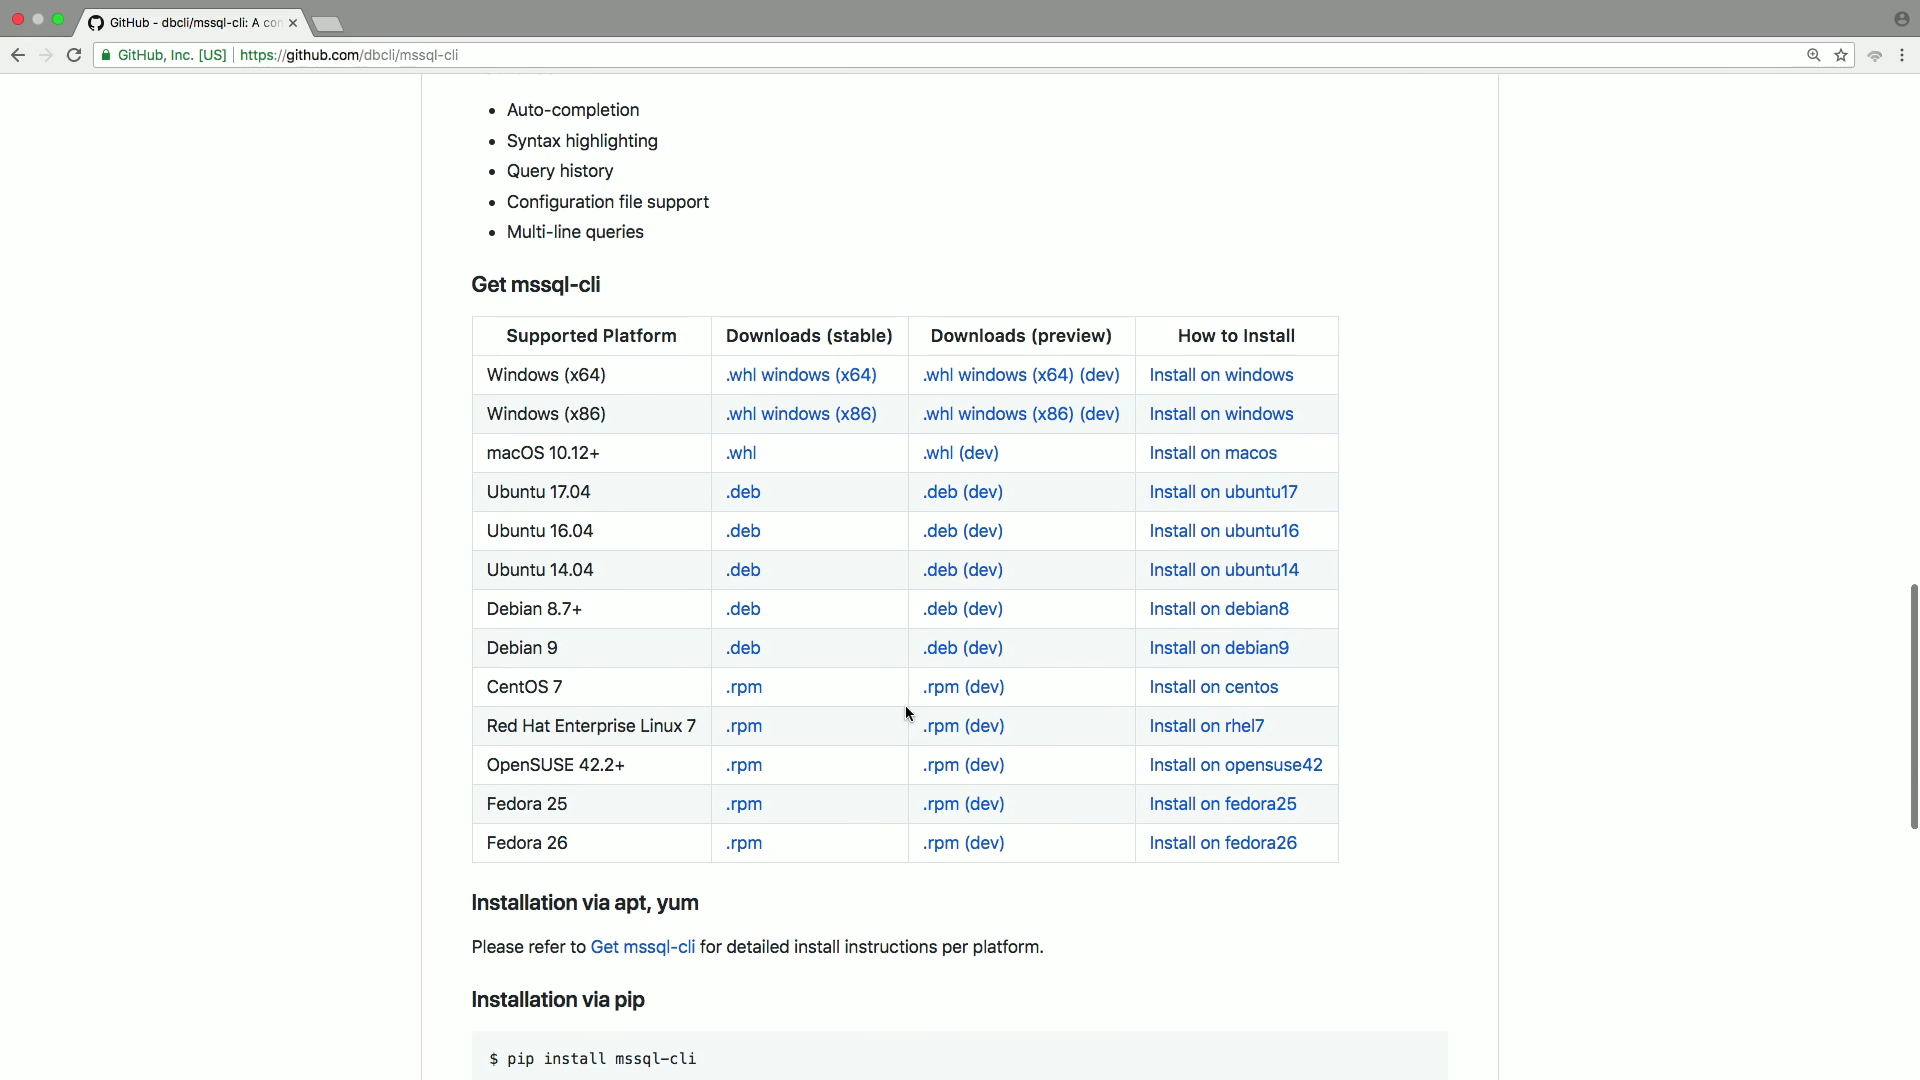 GitHub - dbcli/mssql-cli: A con
GitHub, Inc. [US] https://github.com/dbcli/mssql-cli
Auto-completion
Syntax highlighting
Query history
Configuration file support
Multi-line queries
Get mssql-cli
Supported Platform Downloads (stable) Downloads (preview) How to Install
Windows (x64) .whl windows (x64) .whl windows (x64) (dev) Install on windows
Windows (x86) .whl windows (x86) .whl windows (x86) (dev) Install on windows
macOS 10.12+ .whl .whl (dev) Install on macos
Ubuntu 17.04 .deb .deb (dev) Install on ubuntu17
Ubuntu 16.04 .deb .deb (dev) Install on ubuntu16
Ubuntu 14.04 .deb .deb (dev) Install on ubuntu14
Debian 8.7+ .deb .deb (dev) Install on debian8
Debian 9 .deb .deb (dev) Install on debian9
CentOS 7 .rpm .rpm (dev) Install on centos
Red Hat Enterprise Linux 7 .rpm .rpm (dev) Install on rhel7
OpenSUSE 42.2+ .rpm .rpm (dev) Install on opensuse42
Fedora 25 .rpm .rpm (dev) Install on fedora25
Fedora 26 .rpm .rpm (dev) Install on fedora26
Installation via apt, yum
Please refer to Get mssql-cli for detailed install instructions per platform.
Installation via pip
$ pip install mssql-cli